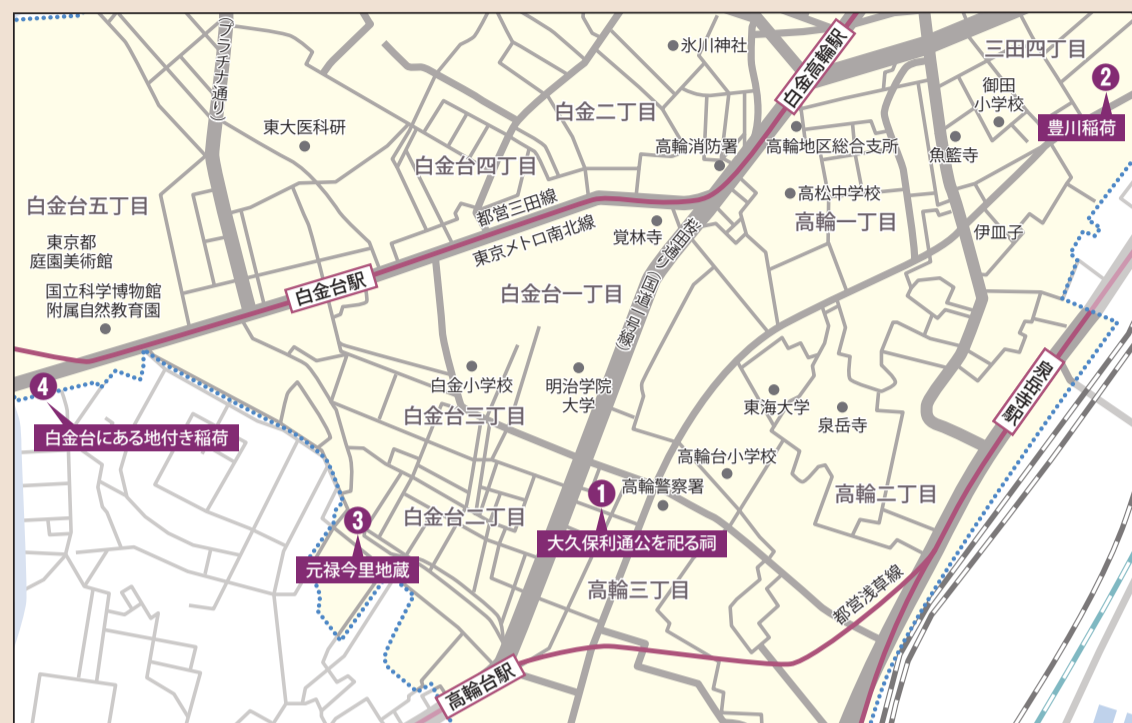 (プラチナ通り)
氷川神社
白金高輪駅
三田四丁目
御田
小学校
2
豊川稲荷
白金二丁目
東大医科研
高輪消防署
高輪地区総合支所
魚籃寺
白金台四丁目
高松中学校
高輪一丁目
白金台五丁目
都営三田線
東京メトロ南北線
覚林寺
桜田通り(国道一号線)
伊皿子
東京都
庭園美術館
国立科学博物館
附属自然教育園
白金台駅
白金台一丁目
白金小学校
明治学院
大学
東海大学
泉岳寺
泉岳寺駅
4
白金台にある地付き稲荷
白金台三丁目
高輪台小学校
高輪警察署
高輪二丁目
1
大久保利通公を祀る祠
3
元禄今里地蔵
白金台二丁目
高輪三丁目
都営浅草線
高輪台駅